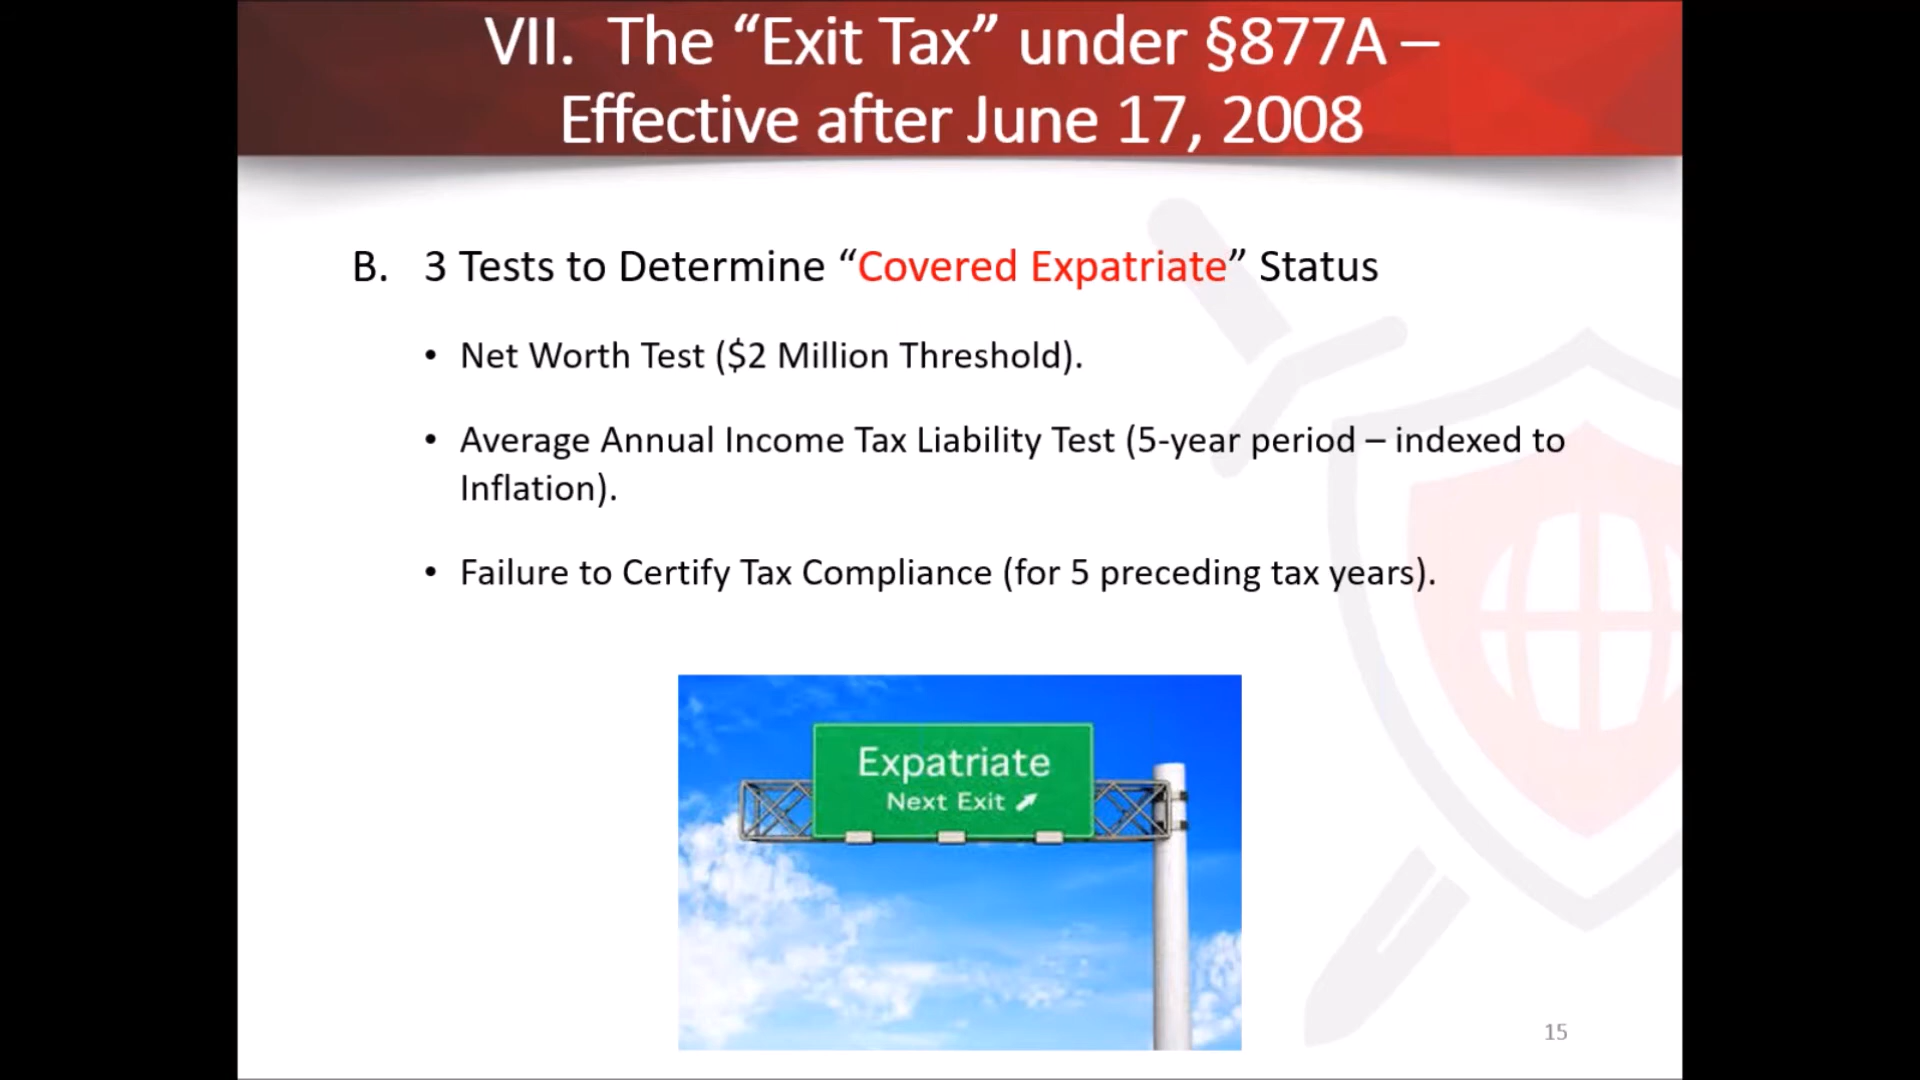 VII.  The “Exit Tax” under §877A –
Effective after June 17, 2008
B.   3 Tests to Determine “Covered Expatriate” Status
• Net Worth Test ($2 Million Threshold).
• Average Annual Income Tax Liability Test (5-year period – indexed to
Inflation).
• Failure to Certify Tax Compliance (for 5 preceding tax years).
Expatriate
Next Exit ↗
15